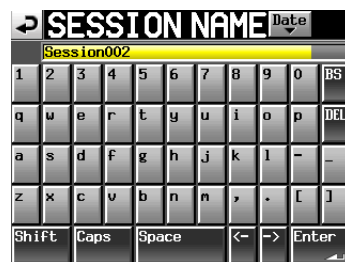 SESSION NAME Date
Session002
1 2 3 4 5 6 7 8 9 0 BS
q w e r t y u i o p DEL
a s d f g h j k l - _
z x c v b n m , . [ ]
Shift Caps Space <- -> Enter